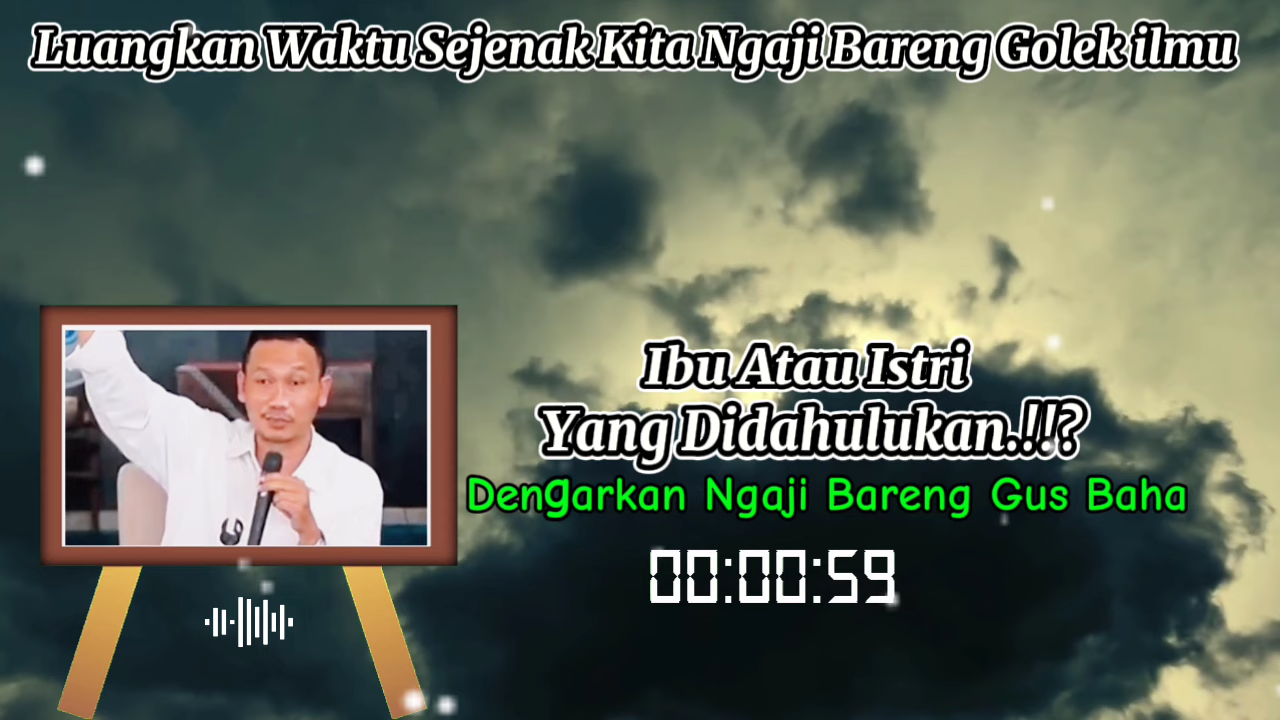 Luangkan Waktu Sejenak Kita Ngaji Bareng Golek ilmu
Ibu Atau Istri
Yang Didahulukan.!!?
Dengarkan Ngaji Bareng Gus Baha
00:00:59